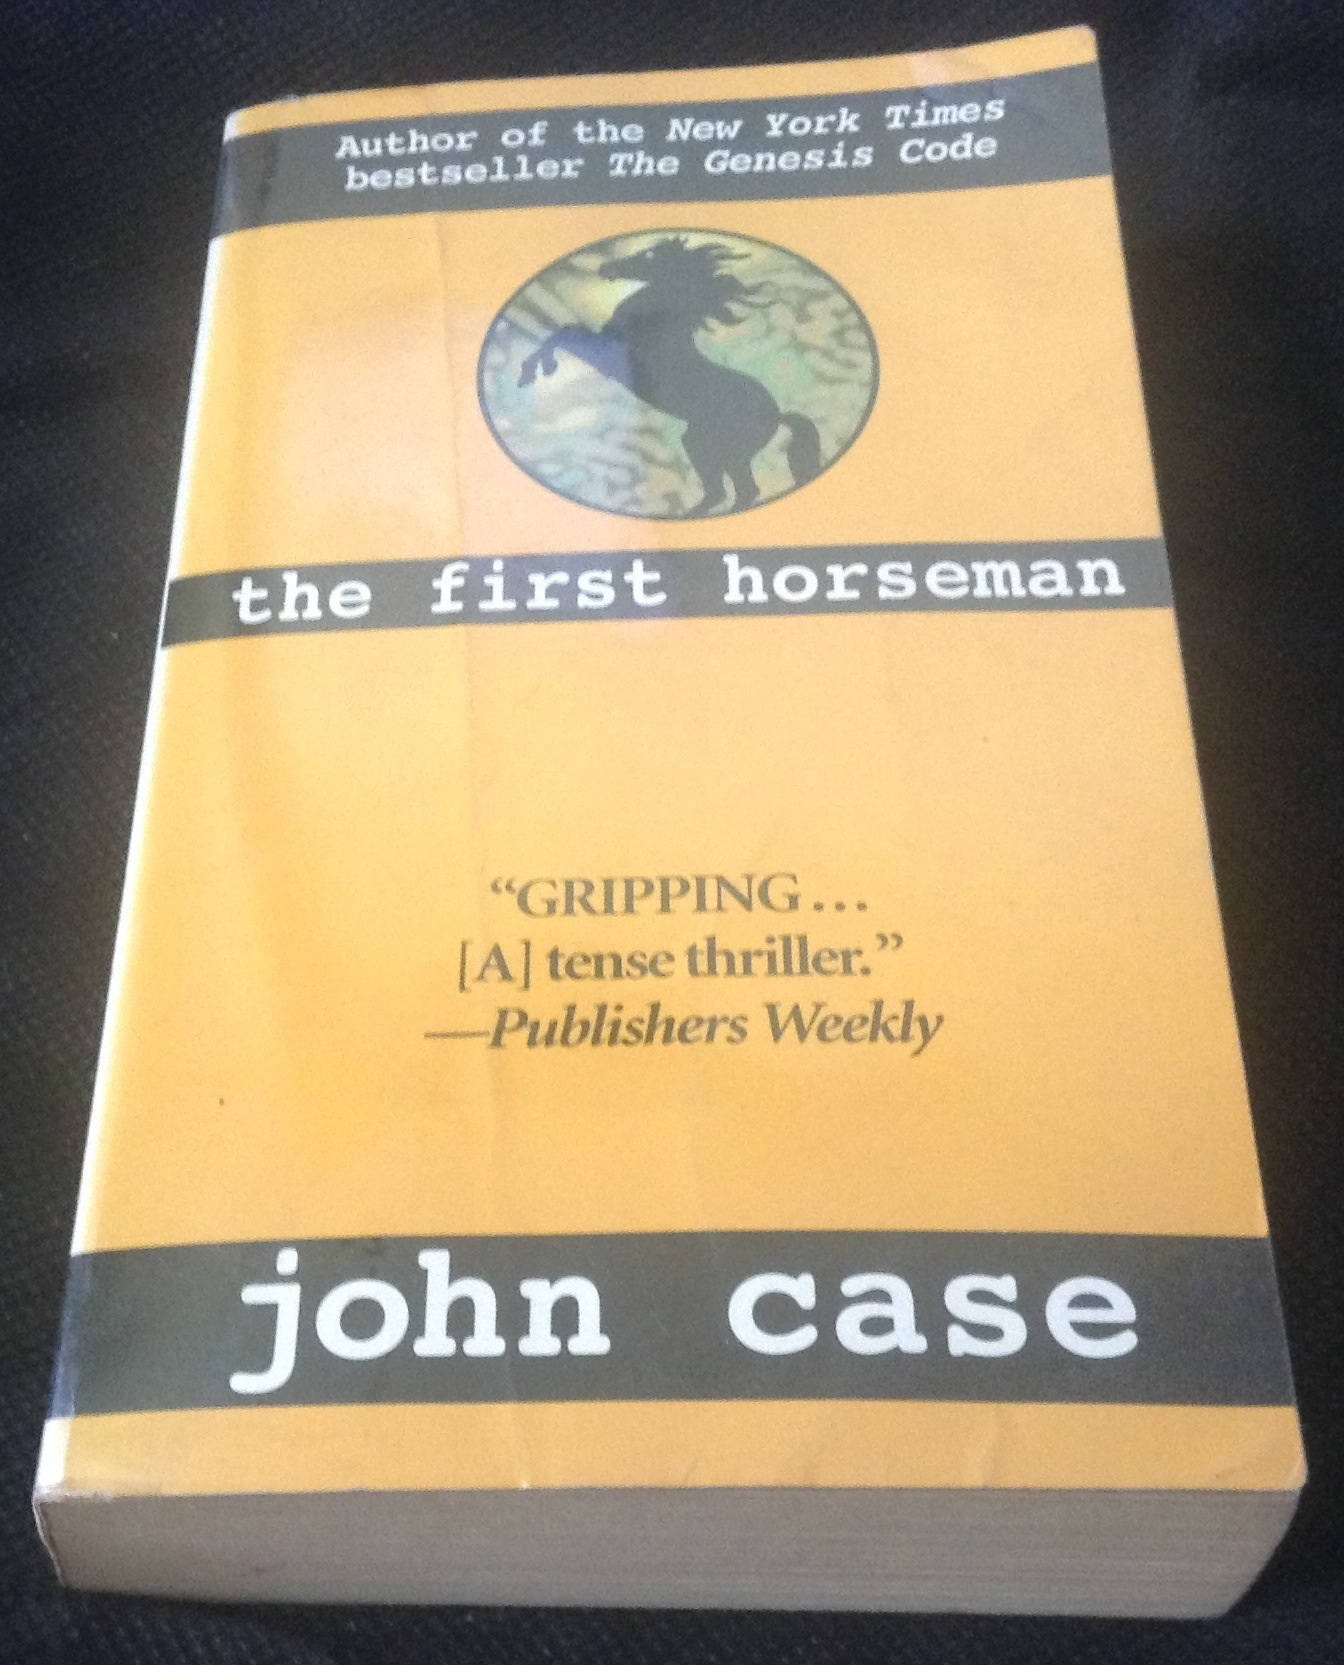 Author of the New York Times
bestseller The Genesis Code
the first horseman
“GRIPPING...
[A] tense thriller.”
—Publishers Weekly
john case